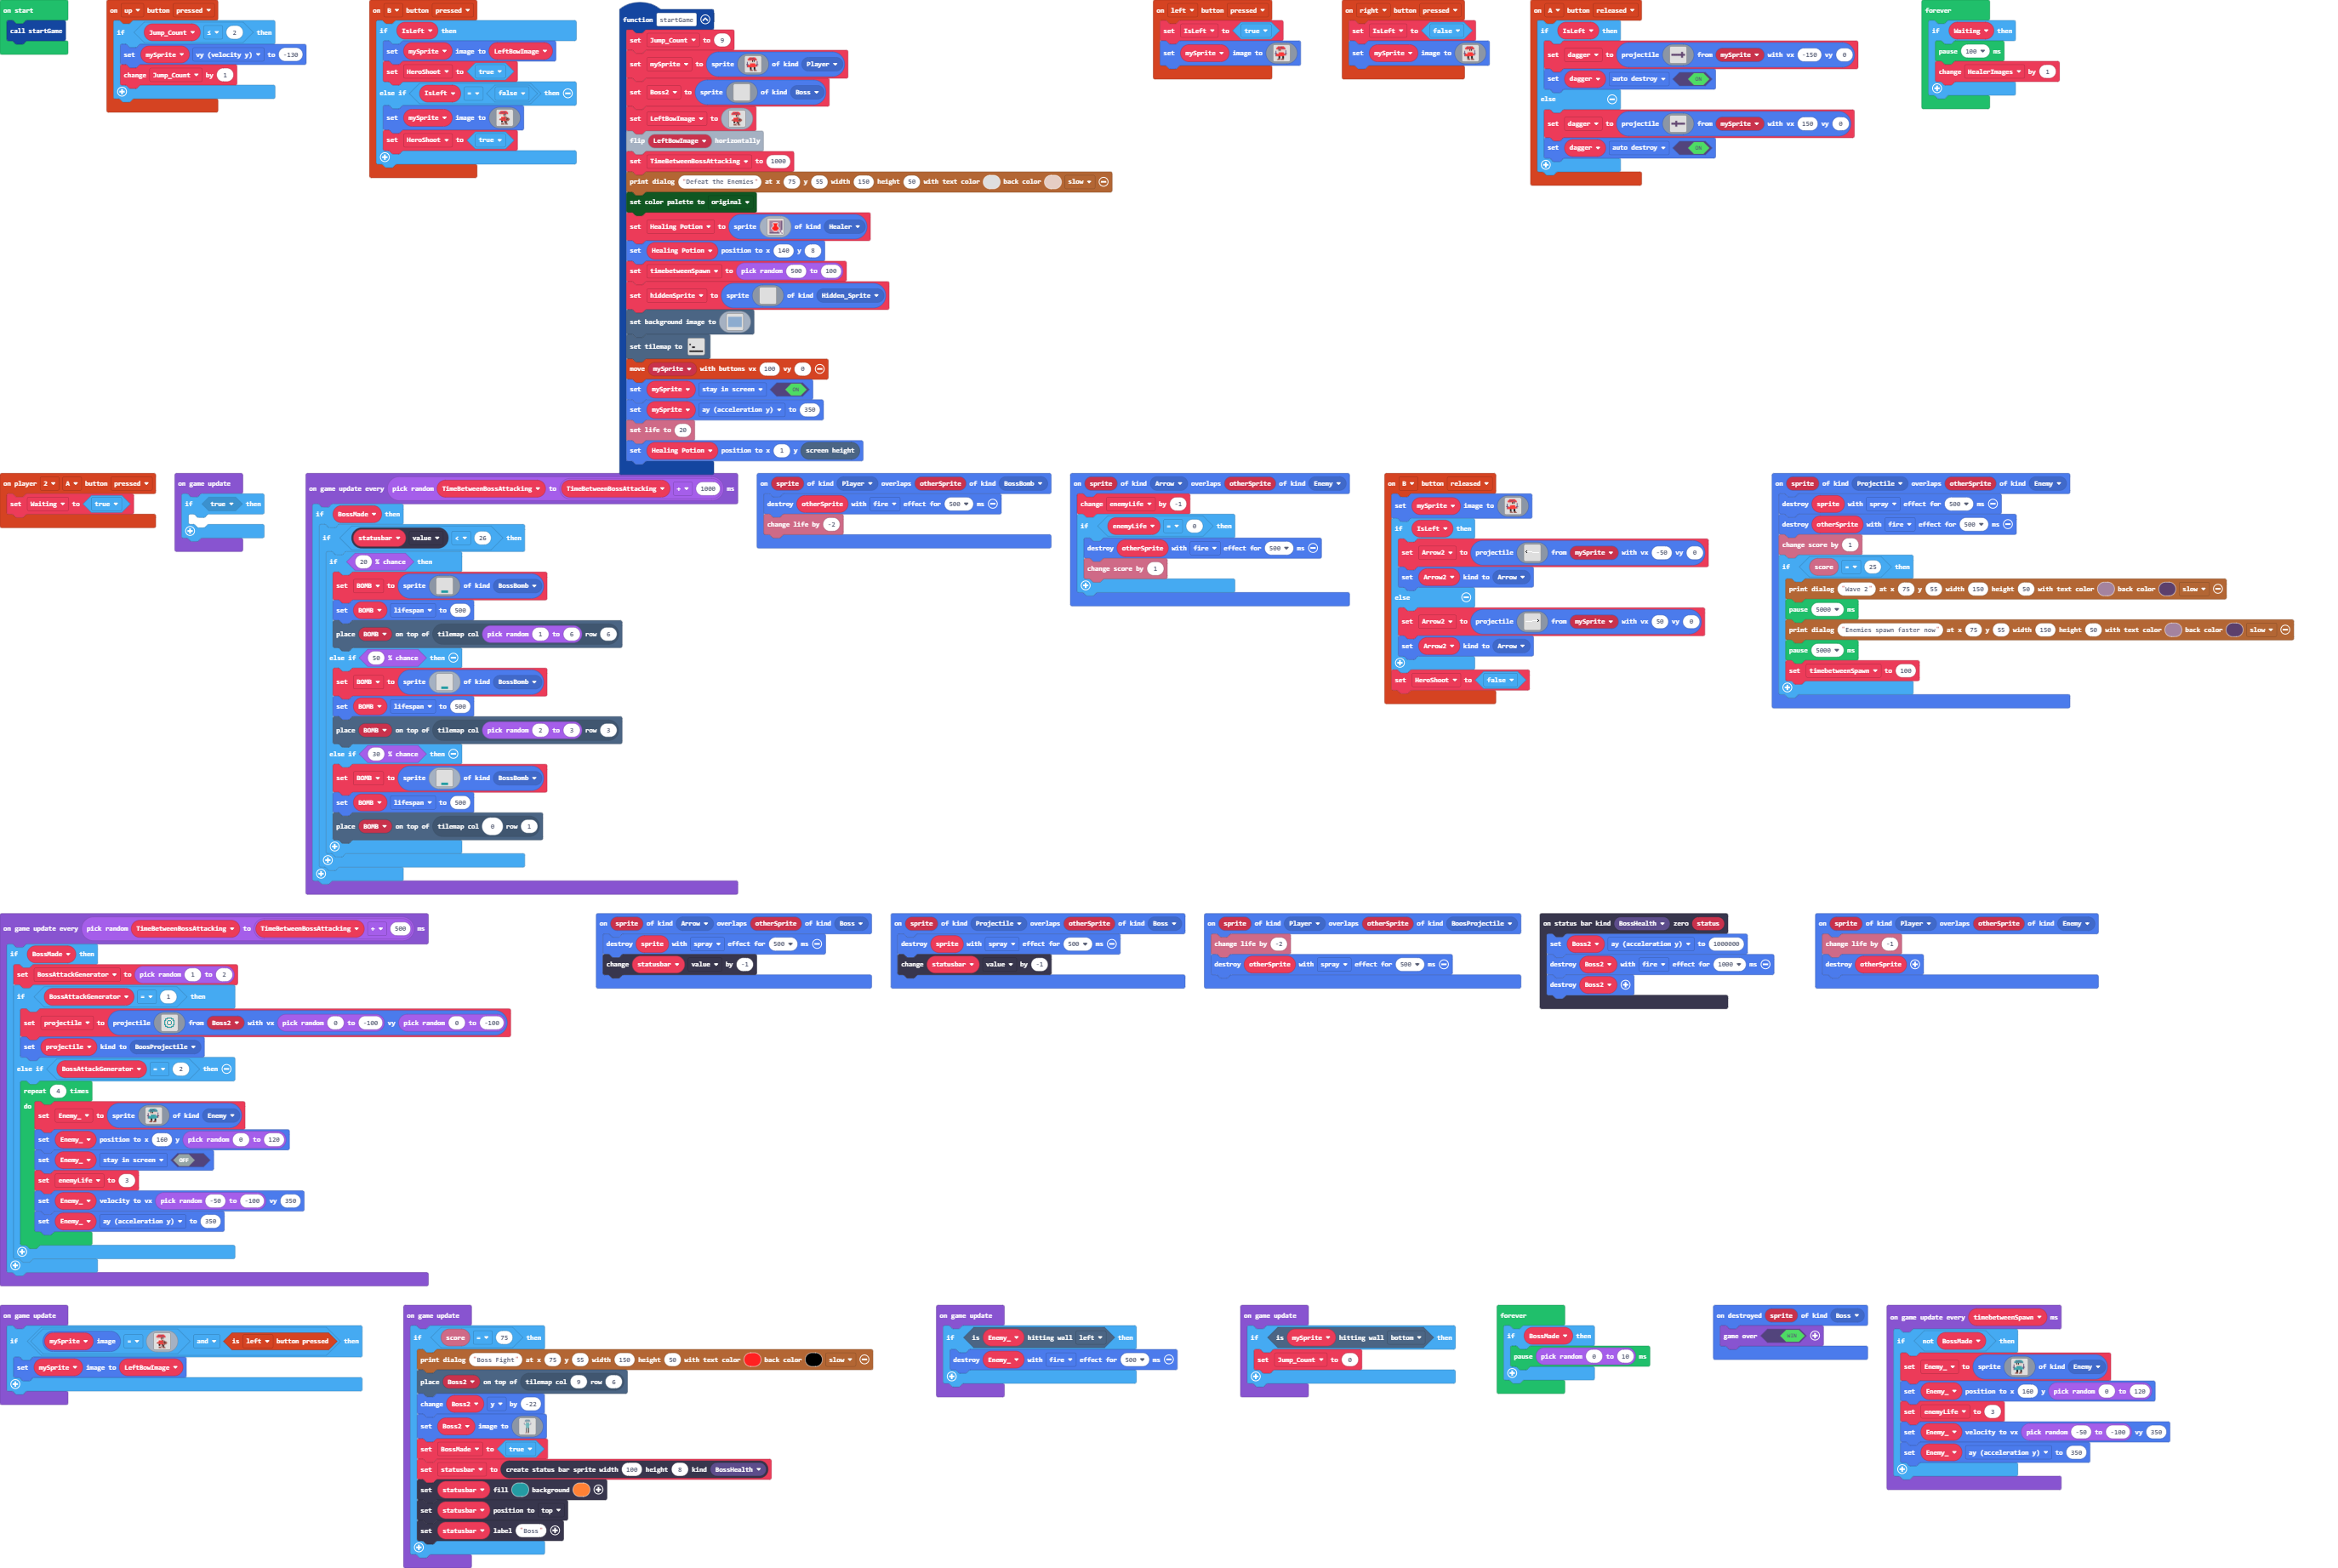 on start
call startGame
on up button pressed
if Jump_Count ≤ 2 then
set mySprite vy (velocity y) to -130
change Jump_Count by 1
on B button pressed
if IsLeft then
set mySprite image to LeftBowImage
set HeroShoot to true
else if IsLeft = false then
set mySprite image to
set HeroShoot to true
function startGame
set Jump_Count to 9
set mySprite to sprite of kind Player
set Boss2 to sprite of kind Boss
set LeftBowImage to
flip LeftBowImage horizontally
set TimeBetweenBossAttacking to 1000
print dialog "Defeat the Enemies" at x 75 y 55 width 150 height 50 with text color back color slow
set color palette to original
set Healing Potion to sprite of kind Healer
set Healing Potion position to x 140 y 8
set timebetweenSpawn to pick random 500 to 100
set hiddenSprite to sprite of kind Hidden_Sprite
set background image to
set tilemap to
move mySprite with buttons vx 100 vy 0
set mySprite stay in screen ON
set mySprite ay (acceleration y) to 350
set life to 20
set Healing Potion position to x 1 y screen height
on left button pressed
set IsLeft to true
set mySprite image to
on right button pressed
set IsLeft to false
set mySprite image to
on A button released
if IsLeft then
set dagger to projectile from mySprite with vx -150 vy 0
set dagger auto destroy ON
else
set dagger to projectile from mySprite with vx 150 vy 0
set dagger auto destroy ON
forever
if Waiting then
pause 100 ms
change HealerImages by 1
on player 2 A button pressed
set Waiting to true
on game update
if true then
on game update every pick random TimeBetweenBossAttacking to TimeBetweenBossAttacking + 1000 ms
if BossMade then
if statusbar value < 26 then
if 20 % chance then
set BOMB to sprite of kind BossBomb
set BOMB lifespan to 500
place BOMB on top of tilemap col pick random 1 to 6 row 6
else if 50 % chance then
set BOMB to sprite of kind BossBomb
set BOMB lifespan to 500
place BOMB on top of tilemap col pick random 2 to 3 row 3
else if 30 % chance then
set BOMB to sprite of kind BossBomb
set BOMB lifespan to 500
place BOMB on top of tilemap col 0 row 1
on sprite of kind Player overlaps otherSprite of kind BossBomb
destroy otherSprite with fire effect for 500 ms
change life by -2
on sprite of kind Arrow overlaps otherSprite of kind Enemy
change enemyLife by -1
if enemyLife = 0 then
destroy otherSprite with fire effect for 500 ms
change score by 1
on B button released
set mySprite image to
if IsLeft then
set Arrow2 to projectile from mySprite with vx -50 vy 0
set Arrow2 kind to Arrow
else
set Arrow2 to projectile from mySprite with vx 50 vy 0
set Arrow2 kind to Arrow
set HeroShoot to false
on sprite of kind Projectile overlaps otherSprite of kind Enemy
destroy sprite with spray effect for 500 ms
destroy otherSprite with fire effect for 500 ms
change score by 1
if score = 25 then
print dialog "Wave 2" at x 75 y 55 width 150 height 50 with text color back color slow
pause 5000 ms
print dialog "Enemies spawn faster now" at x 75 y 55 width 150 height 50 with text color back color slow
pause 5000 ms
set timebetweenSpawn to 100
on game update every pick random TimeBetweenBossAttacking to TimeBetweenBossAttacking + 500 ms
if BossMade then
set BossAttackGenerator to pick random 1 to 2
if BossAttackGenerator = 1 then
set projectile to projectile from Boss2 with vx pick random 0 to -100 vy pick random 0 to -100
set projectile kind to BoosProjectile
else if BossAttackGenerator = 2 then
repeat 4 times
do
set Enemy_ to sprite of kind Enemy
set Enemy_ position to x 160 y pick random 0 to 120
set Enemy_ stay in screen OFF
set enemyLife to 3
set Enemy_ velocity to vx pick random -50 to -100 vy 350
set Enemy_ ay (acceleration y) to 350
on sprite of kind Arrow overlaps otherSprite of kind Boss
destroy sprite with spray effect for 500 ms
change statusbar value by -1
on sprite of kind Projectile overlaps otherSprite of kind Boss
destroy sprite with spray effect for 500 ms
change statusbar value by -1
on sprite of kind Player overlaps otherSprite of kind BoosProjectile
change life by -2
destroy otherSprite with spray effect for 500 ms
on status bar kind BossHealth zero status
set Boss2 ay (acceleration y) to 1000000
destroy Boss2 with fire effect for 1000 ms
destroy Boss2
on sprite of kind Player overlaps otherSprite of kind Enemy
change life by -1
destroy otherSprite
on game update
if mySprite image = and is left button pressed then
set mySprite image to LeftBowImage
on game update
if score = 75 then
print dialog "Boss Fight" at x 75 y 55 width 150 height 50 with text color back color slow
place Boss2 on top of tilemap col 9 row 6
change Boss2 y by -22
set Boss2 image to
set BossMade to true
set statusbar to create status bar sprite width 100 height 8 kind BossHealth
set statusbar fill background
set statusbar position to top
set statusbar label "Boss"
on game update
if is Enemy_ hitting wall left then
destroy Enemy_ with fire effect for 500 ms
on game update
if is mySprite hitting wall bottom then
set Jump_Count to 0
forever
if BossMade then
pause pick random 0 to 10 ms
on destroyed sprite of kind Boss
game over WIN
on game update every timebetweenSpawn ms
if not BossMade then
set Enemy_ to sprite of kind Enemy
set Enemy_ position to x 160 y pick random 0 to 120
set enemyLife to 3
set Enemy_ velocity to vx pick random -50 to -100 vy 350
set Enemy_ ay (acceleration y) to 350